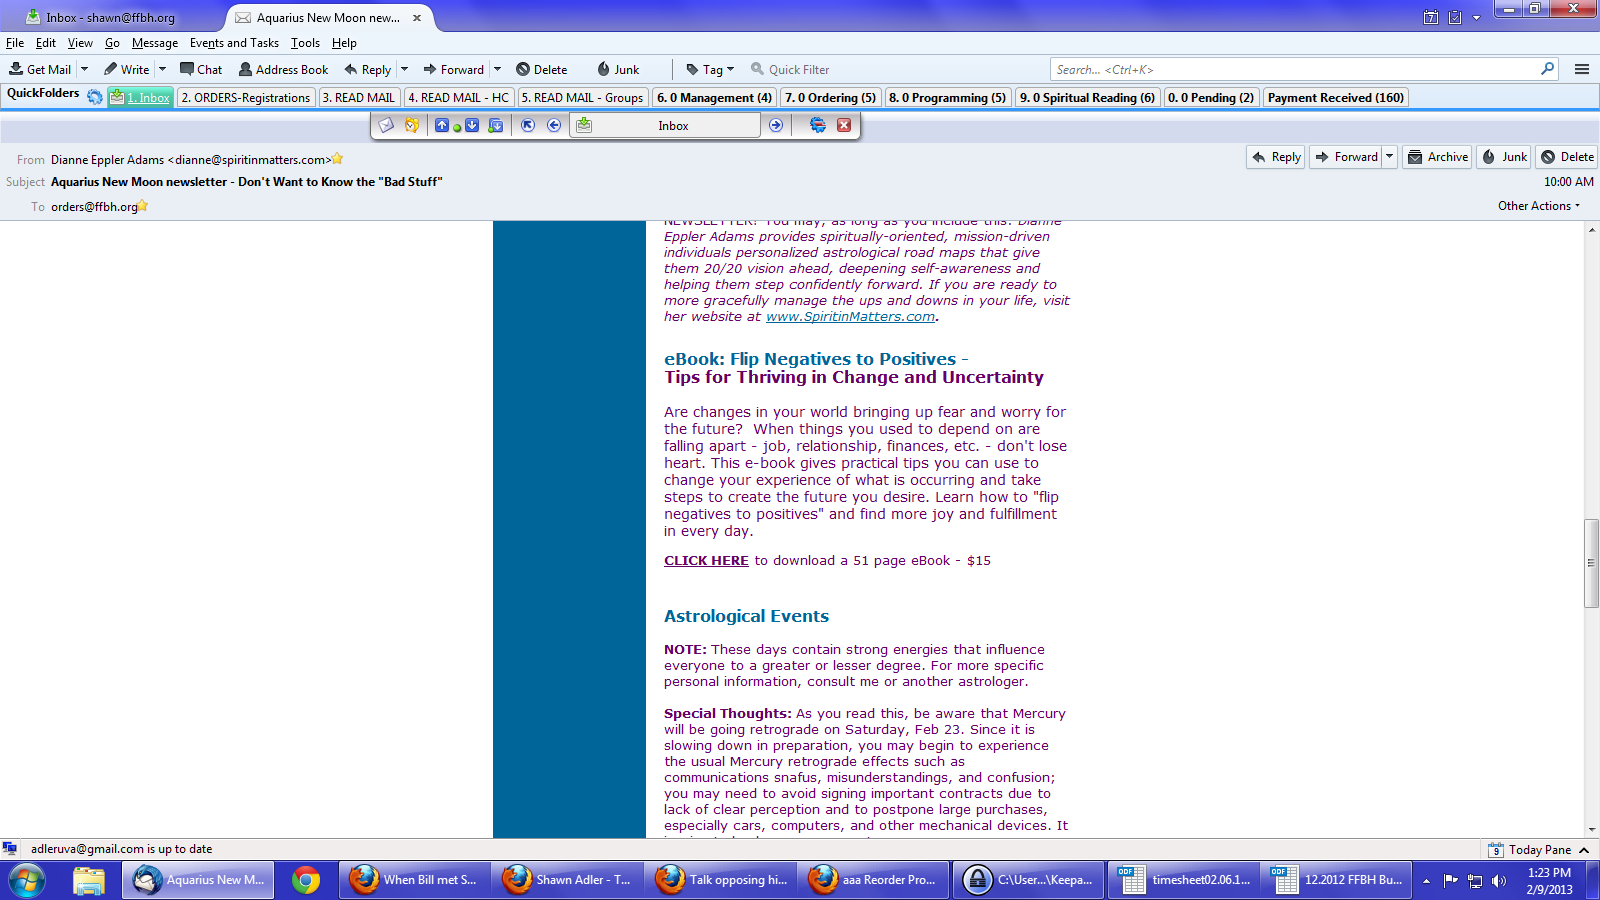 Inbox - shawn@ffbh.org
Aquarius New Moon new...
7
File Edit View Go Message Events and Tasks Tools Help
Get Mail Write Chat Address Book Reply Forward Delete Junk Tag Quick Filter Search... <Ctrl+K>
QuickFolders 1. Inbox 2. ORDERS-Registrations 3. READ MAIL 4. READ MAIL - HC 5. READ MAIL - Groups 6. 0 Management (4) 7. 0 Ordering (5) 8. 0 Programming (5) 9. 0 Spiritual Reading (6) 0. 0 Pending (2) Payment Received (160)
Inbox
From Dianne Eppler Adams <dianne@spiritinmatters.com> Reply Forward Archive Junk Delete
Subject Aquarius New Moon newsletter - Don't Want to Know the "Bad Stuff" 10:00 AM
To orders@ffbh.org Other Actions
NEWSLETTER? You may, as long as you include this: Dianne
Eppler Adams provides spiritually-oriented, mission-driven
individuals personalized astrological road maps that give
them 20/20 vision ahead, deepening self-awareness and
helping them step confidently forward. If you are ready to
more gracefully manage the ups and downs in your life, visit
her website at www.SpiritinMatters.com.
eBook: Flip Negatives to Positives -
Tips for Thriving in Change and Uncertainty
Are changes in your world bringing up fear and worry for
the future? When things you used to depend on are
falling apart - job, relationship, finances, etc. - don't lose
heart. This e-book gives practical tips you can use to
change your experience of what is occurring and take
steps to create the future you desire. Learn how to "flip
negatives to positives" and find more joy and fulfillment
in every day.
CLICK HERE to download a 51 page eBook - $15
Astrological Events
NOTE: These days contain strong energies that influence
everyone to a greater or lesser degree. For more specific
personal information, consult me or another astrologer.
Special Thoughts: As you read this, be aware that Mercury
will be going retrograde on Saturday, Feb 23. Since it is
slowing down in preparation, you may begin to experience
the usual Mercury retrograde effects such as
communications snafus, misunderstandings, and confusion;
you may need to avoid signing important contracts due to
lack of clear perception and to postpone large purchases,
especially cars, computers, and other mechanical devices. It
adleruva@gmail.com is up to date
9 Today Pane
Aquarius New M... When Bill met S... Shawn Adler - T... Talk opposing hi... aaa Reorder Pro... C:\User...\Keepa... ODF timesheet02.06.1... ODF 12.2012 FFBH Bu...
1:23 PM
2/9/2013